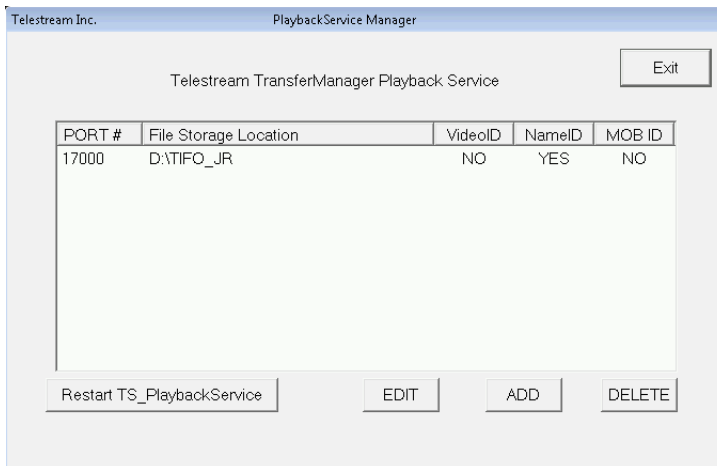 Telestream Inc. PlaybackService Manager
Exit
Telestream TransferManager Playback Service
PORT # File Storage Location VideoID NameID MOB ID
17000 D:\TIFO_JR NO YES NO
Restart TS_PlaybackService EDIT ADD DELETE